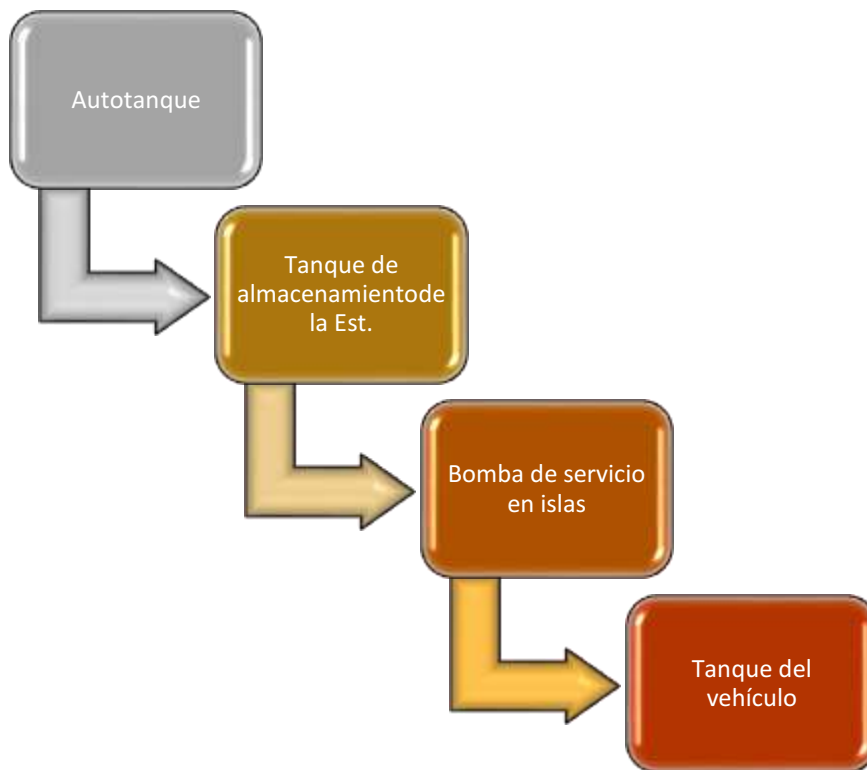 Autotanque
Tanque de
almacenamientode
la Est.
Bomba de servicio
en islas
Tanque del
vehículo